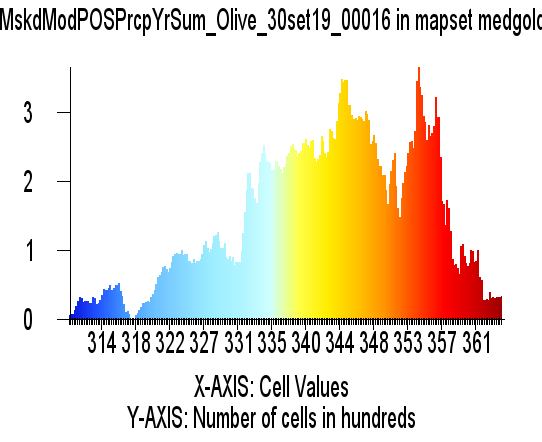 MskdModPOSPrcpYrSum_Olive_30set19_00016 in mapset medgold
3
2
1
0
314 318 322 327 331 335 340 344 348 353 357 361
X-AXIS: Cell Values
Y-AXIS: Number of cells in hundreds